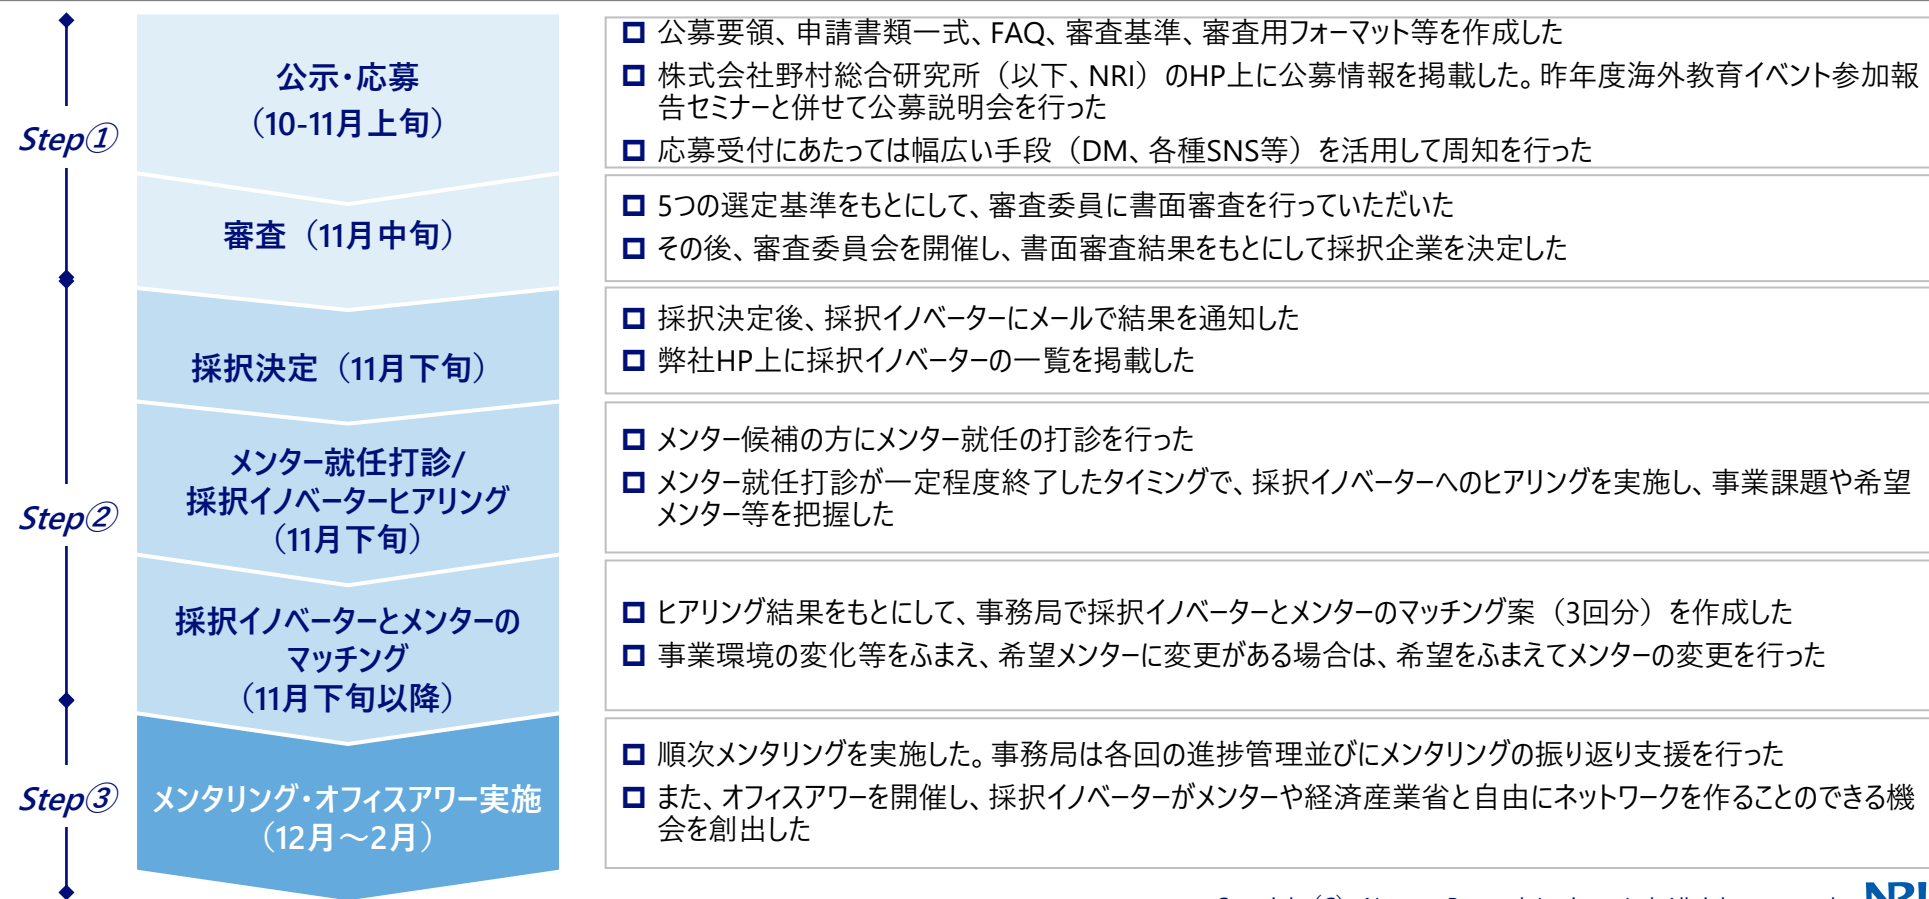 Step①
公示・応募
（10-11月上旬）
公募要領、申請書類一式、FAQ、審査基準、審査用フォーマット等を作成した
株式会社野村総合研究所（以下、NRI）のHP上に公募情報を掲載した。昨年度海外教育イベント参加報
告セミナーと併せて公募説明会を行った
応募受付にあたっては幅広い手段（DM、各種SNS等）を活用して周知を行った
審査（11月中旬）
5つの選定基準をもとにして、審査委員に書面審査を行っていただいた
その後、審査委員会を開催し、書面審査結果をもとにして採択企業を決定した
Step②
採択決定（11月下旬）
採択決定後、採択イノベーターにメールで結果を通知した
弊社HP上に採択イノベーターの一覧を掲載した
メンター就任打診/
採択イノベーターヒアリング
（11月下旬）
メンター候補の方にメンター就任の打診を行った
メンター就任打診が一定程度終了したタイミングで、採択イノベーターへのヒアリングを実施し、事業課題や希望
メンター等を把握した
採択イノベーターとメンターの
マッチング
（11月下旬以降）
ヒアリング結果をもとにして、事務局で採択イノベーターとメンターのマッチング案（3回分）を作成した
事業環境の変化等をふまえ、希望メンターに変更がある場合は、希望をふまえてメンターの変更を行った
Step③
メンタリング・オフィスアワー実施
（12月～2月）
順次メンタリングを実施した。事務局は各回の進捗管理並びにメンタリングの振り返り支援を行った
また、オフィスアワーを開催し、採択イノベーターがメンターや経済産業省と自由にネットワークを作ることのできる機
会を創出した
NRI